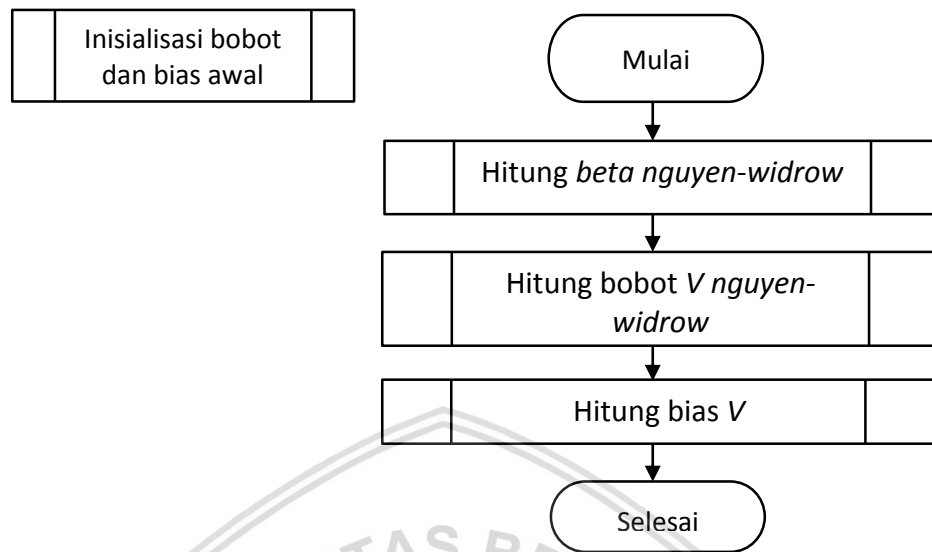 Inisialisasi bobot
dan bias awal
Mulai
Hitung beta nguyen-widrow
Hitung bobot V nguyen-
widrow
Hitung bias V
Selesai